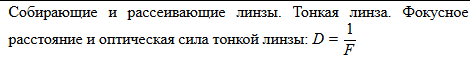 Собирающие и рассеивающие линзы. Тонкая линза. Фокусное
расстояние и оптическая сила тонкой линзы: D = 1/F